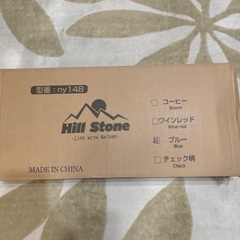 型番：ny148
Hill Stone
-Live with Nature-
コーヒー
Brown
ワインレッド
Wine red
ブルー
Blue
チェック柄
Check
MADE IN CHINA